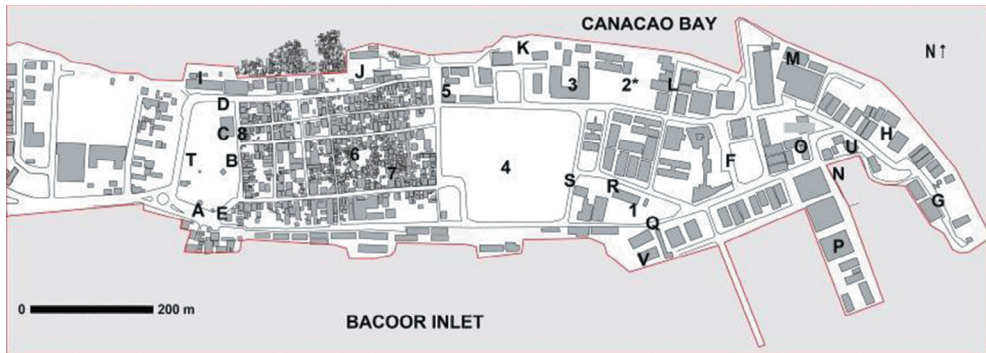 CANACAO BAY
N ↑
K
M
I
J
3
2*
L
5
D
C
8
H
T
B
6
7
4
F
O
U
S
R
N
A
E
1
G
Q
V
P
0
200 m
BACOOR INLET